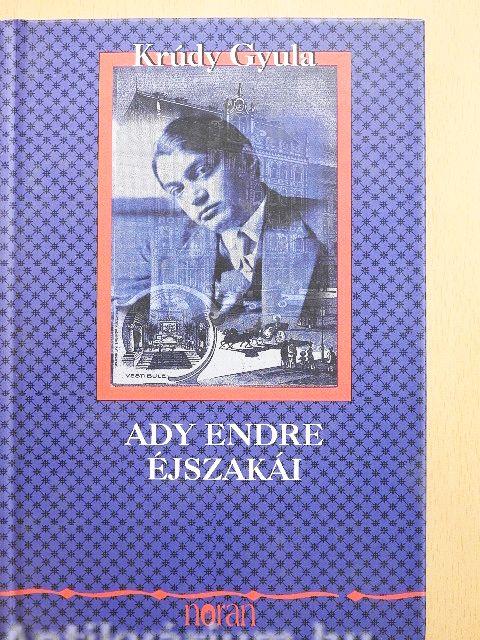 Krúdy Gyula
VESTIBULE
ADY ENDRE
ÉJSZAKÁI
noran